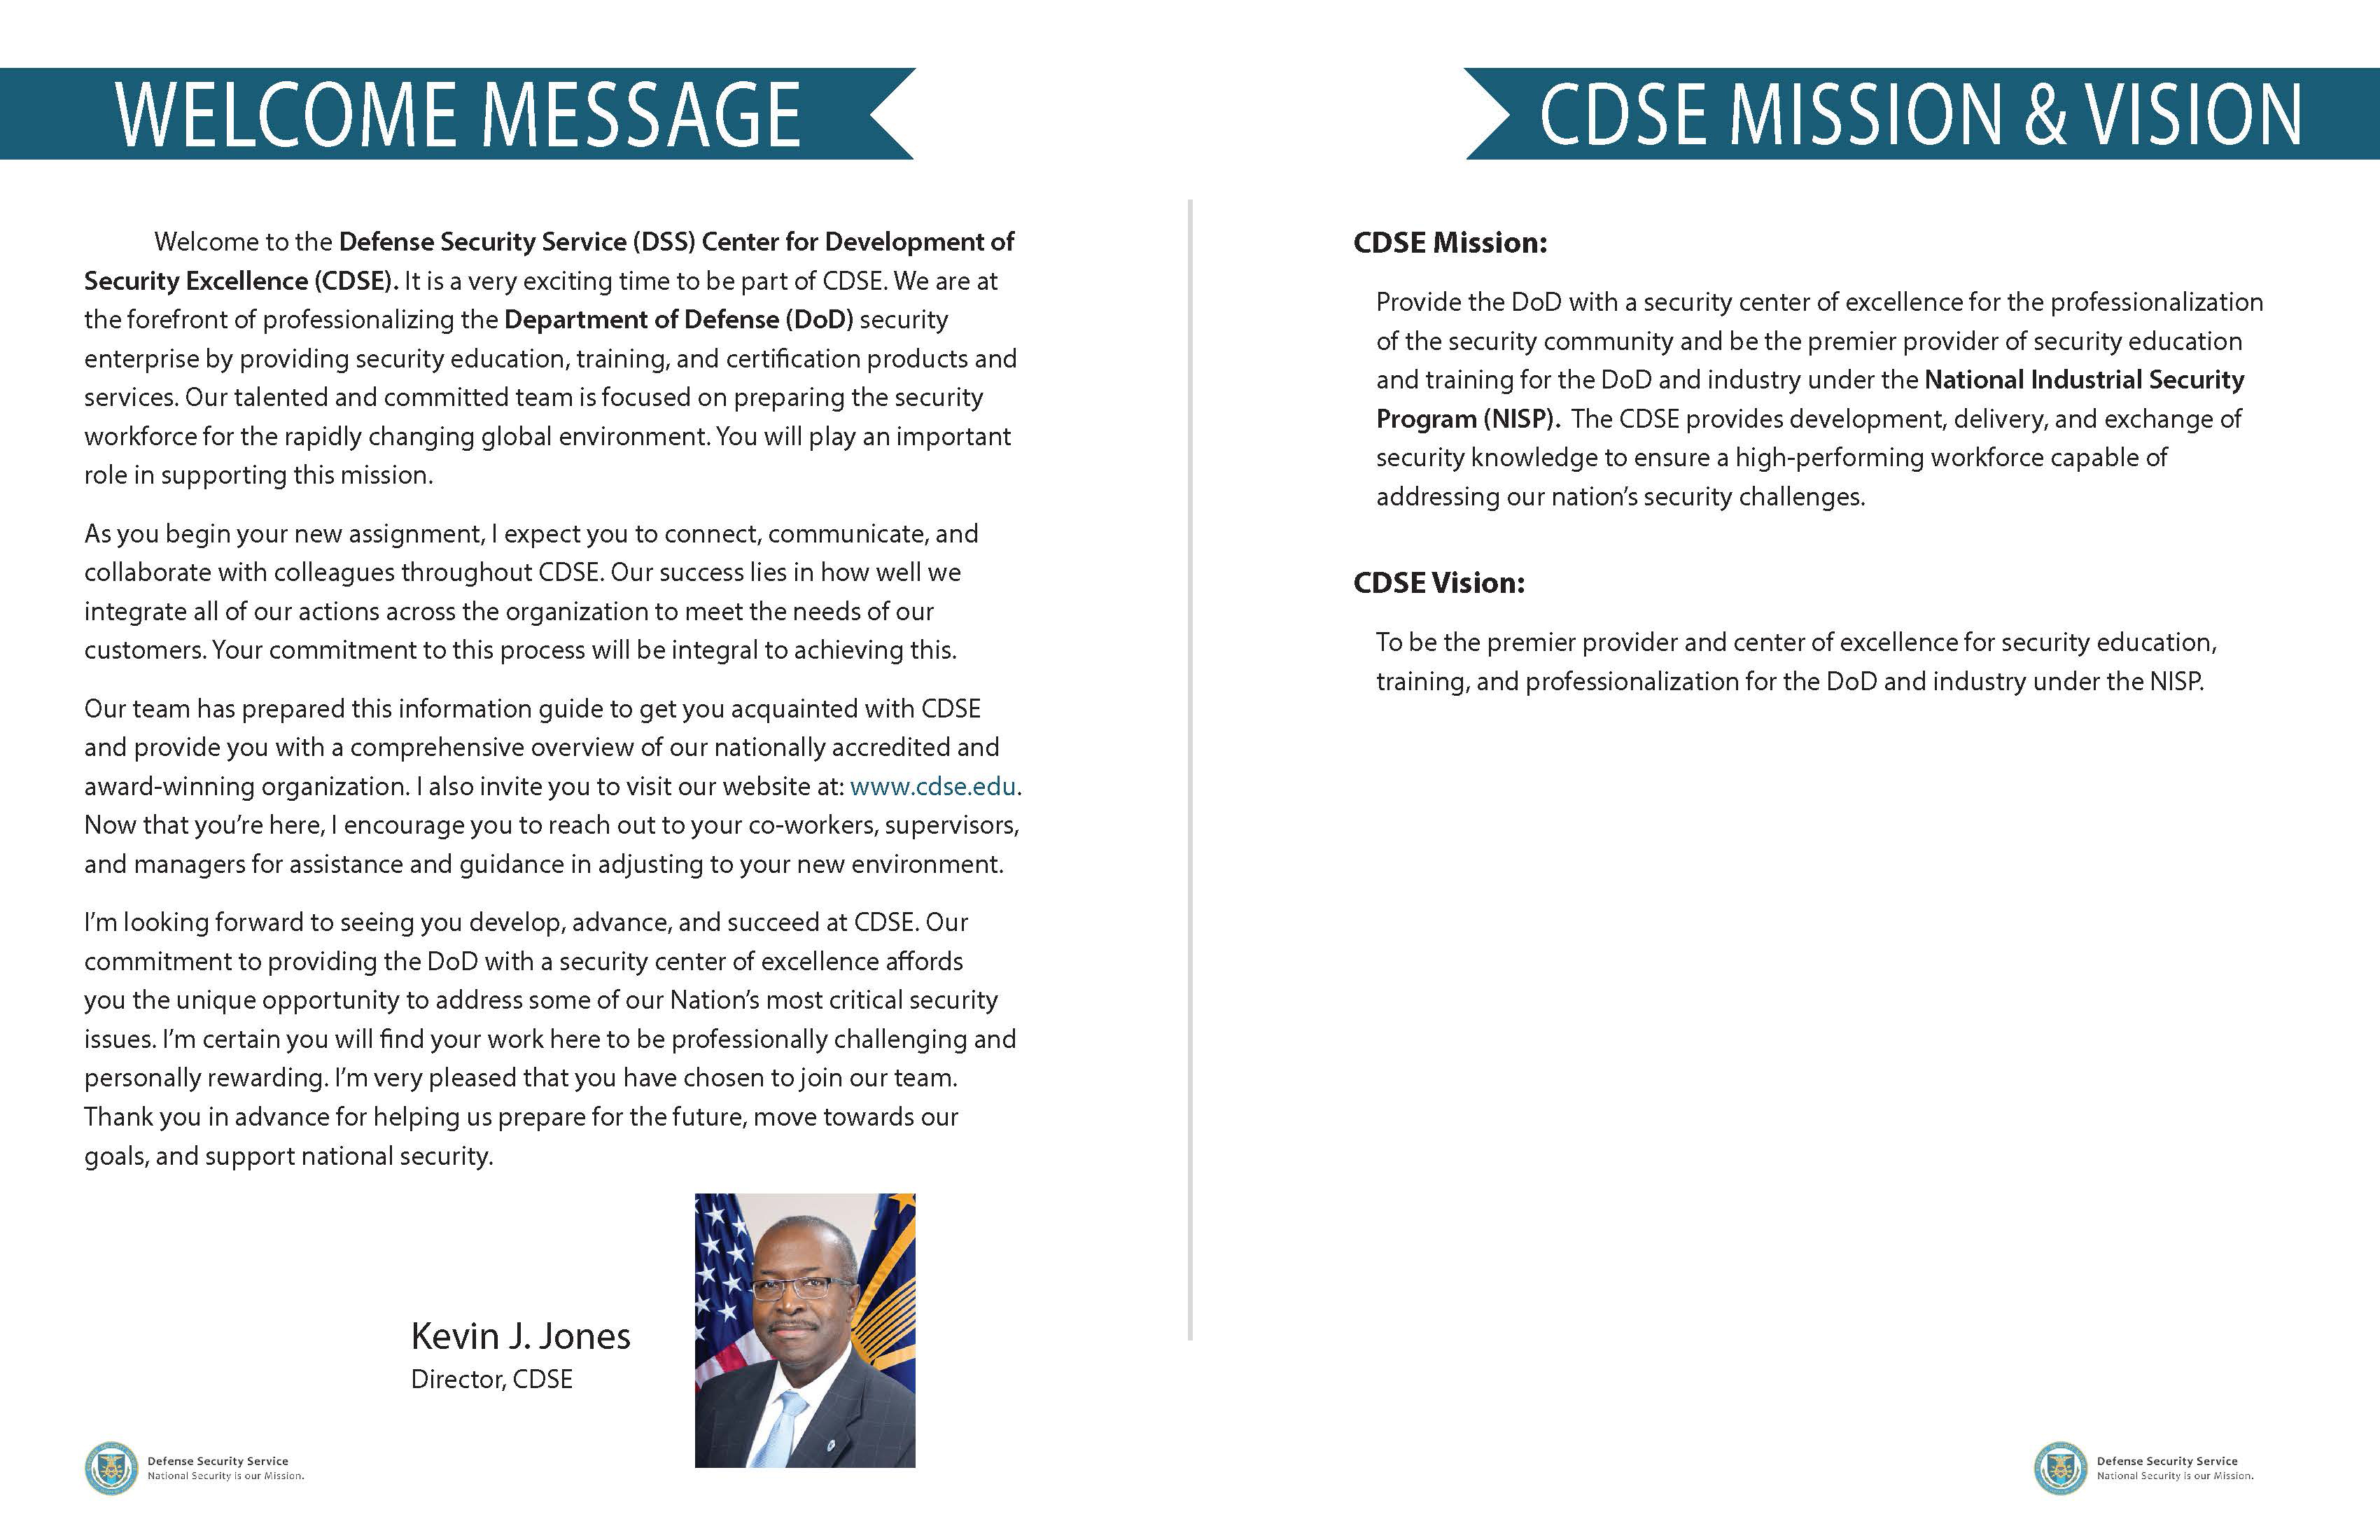 WELCOME MESSAGE
Welcome to the Defense Security Service (DSS) Center for Development of
Security Excellence (CDSE). It is a very exciting time to be part of CDSE. We are at
the forefront of professionalizing the Department of Defense (DoD) security
enterprise by providing security education, training, and certification products and
services. Our talented and committed team is focused on preparing the security
workforce for the rapidly changing global environment. You will play an important
role in supporting this mission.
As you begin your new assignment, I expect you to connect, communicate, and
collaborate with colleagues throughout CDSE. Our success lies in how well we
integrate all of our actions across the organization to meet the needs of our
customers. Your commitment to this process will be integral to achieving this.
Our team has prepared this information guide to get you acquainted with CDSE
and provide you with a comprehensive overview of our nationally accredited and
award-winning organization. I also invite you to visit our website at: www.cdse.edu.
Now that you’re here, I encourage you to reach out to your co-workers, supervisors,
and managers for assistance and guidance in adjusting to your new environment.
I’m looking forward to seeing you develop, advance, and succeed at CDSE. Our
commitment to providing the DoD with a security center of excellence affords
you the unique opportunity to address some of our Nation’s most critical security
issues. I’m certain you will find your work here to be professionally challenging and
personally rewarding. I’m very pleased that you have chosen to join our team.
Thank you in advance for helping us prepare for the future, move towards our
goals, and support national security.
Kevin J. Jones
Director, CDSE
Defense Security Service
National Security is our Mission.
CDSE MISSION & VISION
CDSE Mission:
Provide the DoD with a security center of excellence for the professionalization
of the security community and be the premier provider of security education
and training for the DoD and industry under the National Industrial Security
Program (NISP). The CDSE provides development, delivery, and exchange of
security knowledge to ensure a high-performing workforce capable of
addressing our nation’s security challenges.
CDSE Vision:
To be the premier provider and center of excellence for security education,
training, and professionalization for the DoD and industry under the NISP.
Defense Security Service
National Security is our Mission.